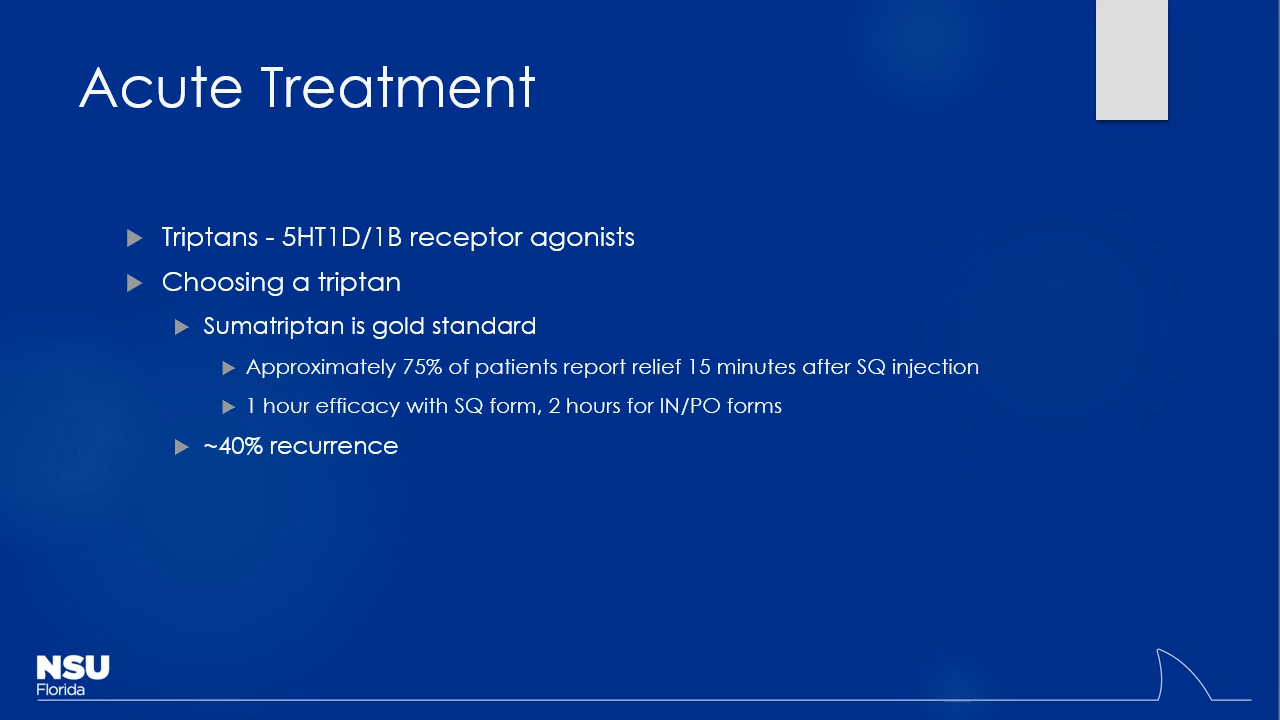 Acute Treatment
Triptans - 5HT1D/1B receptor agonists
Choosing a triptan
Sumatriptan is gold standard
Approximately 75% of patients report relief 15 minutes after SQ injection
1 hour efficacy with SQ form, 2 hours for IN/PO forms
~40% recurrence
NSU
Florida